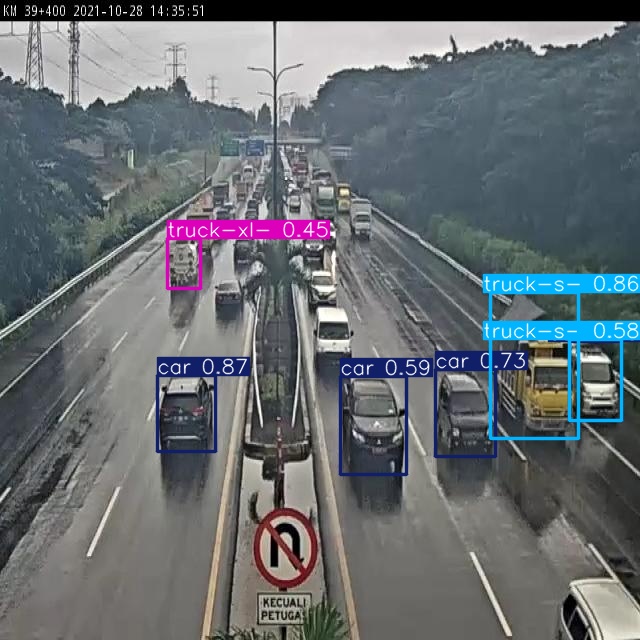 KM 39+400 2021-10-28 14:35:51
truck-xl- 0.45
truck-s- 0.86
truck-s- 0.58
car 0.87
car 0.59
car 0.73
KECUALI
PETUGAS